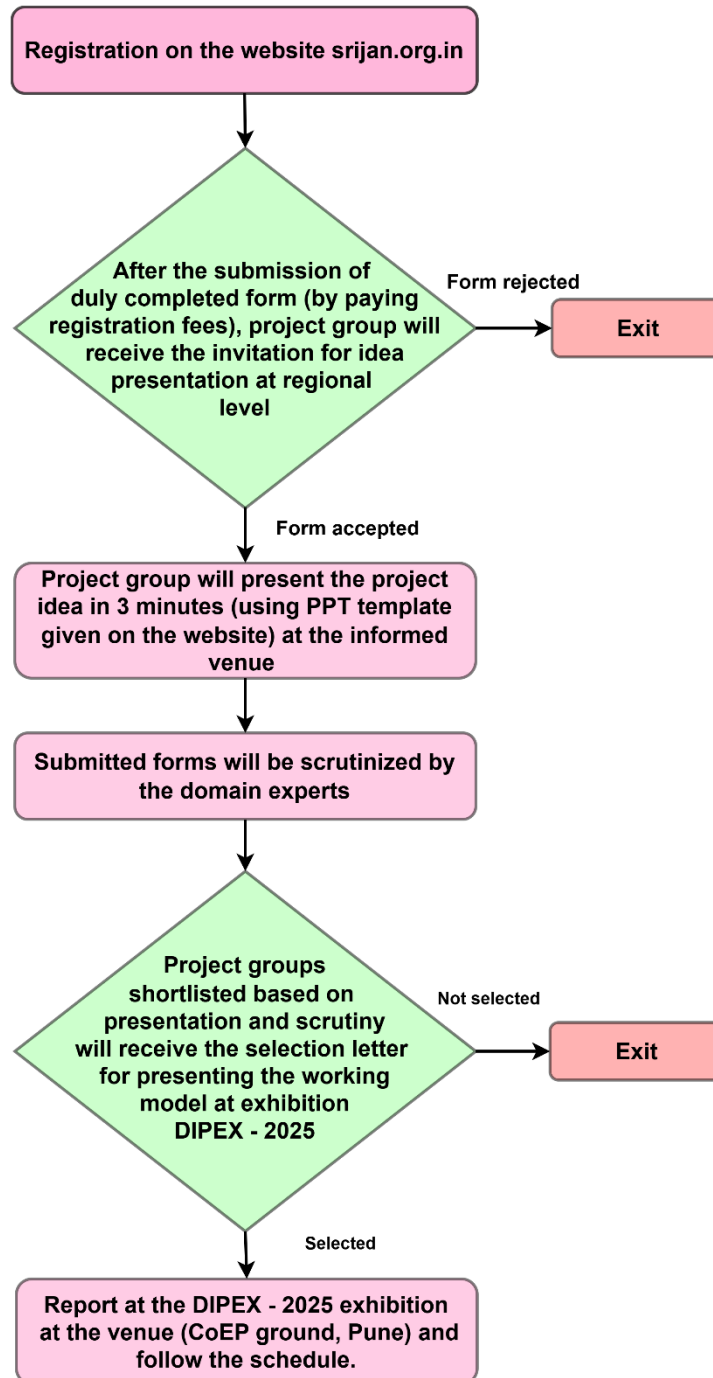 Registration on the website srijan.org.in
After the submission of
duly completed form (by paying
registration fees), project group will
receive the invitation for idea
presentation at regional
level
Form rejected
Exit
Form accepted
Project group will present the project
idea in 3 minutes (using PPT template
given on the website) at the informed
venue
Submitted forms will be scrutinized by
the domain experts
Project groups
shortlisted based on
presentation and scrutiny
will receive the selection letter
for presenting the working
model at exhibition
DIPEX - 2025
Not selected
Exit
Selected
Report at the DIPEX - 2025 exhibition
at the venue (CoEP ground, Pune) and
follow the schedule.